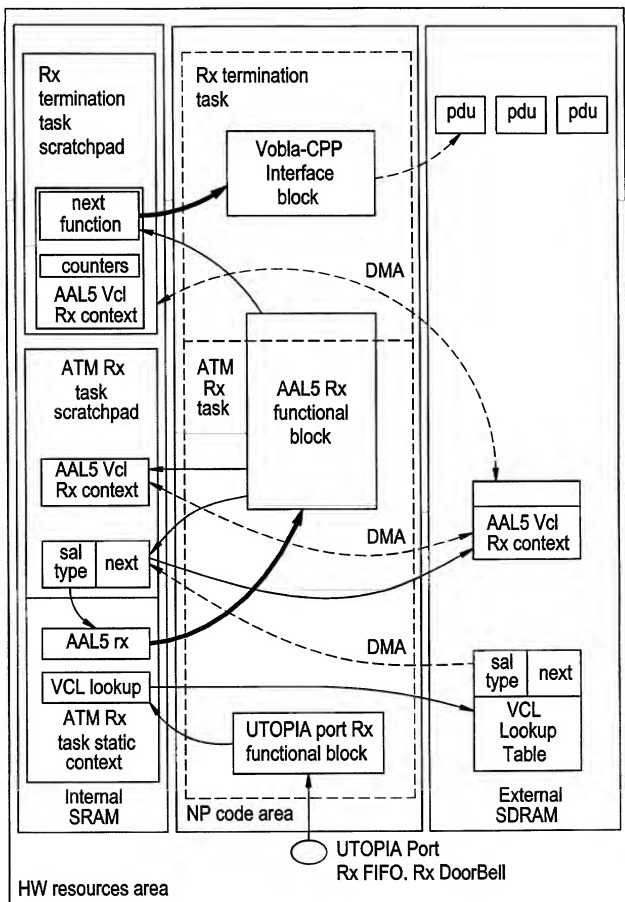 Rx
termination
task
scratchpad
next
function
counters
AAL5 Vcl
Rx context
ATM Rx
task
scratchpad
AAL5 Vcl
Rx context
sal
type
next
AAL5 rx
VCL lookup
ATM Rx
task static
context
Internal
SRAM
Rx termination
task
Vobla-CPP
Interface
block
DMA
ATM
Rx
task
AAL5 Rx
functional
block
DMA
DMA
UTOPIA port Rx
functional block
NP code area
pdu
pdu
pdu
AAL5 Vcl
Rx context
sal
type
next
VCL
Lookup
Table
External
SDRAM
UTOPIA Port
Rx FIFO, Rx DoorBell
HW resources area